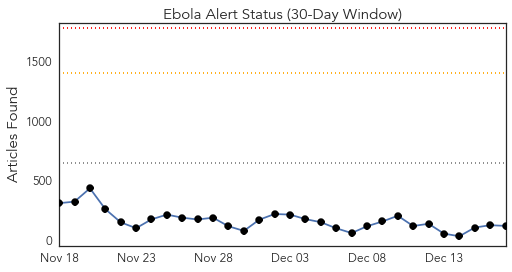 Ebola Alert Status (30-Day Window)
Articles Found
1500
1000
500
0
Nov 18 Nov 23 Nov 28 Dec 03 Dec 08 Dec 13